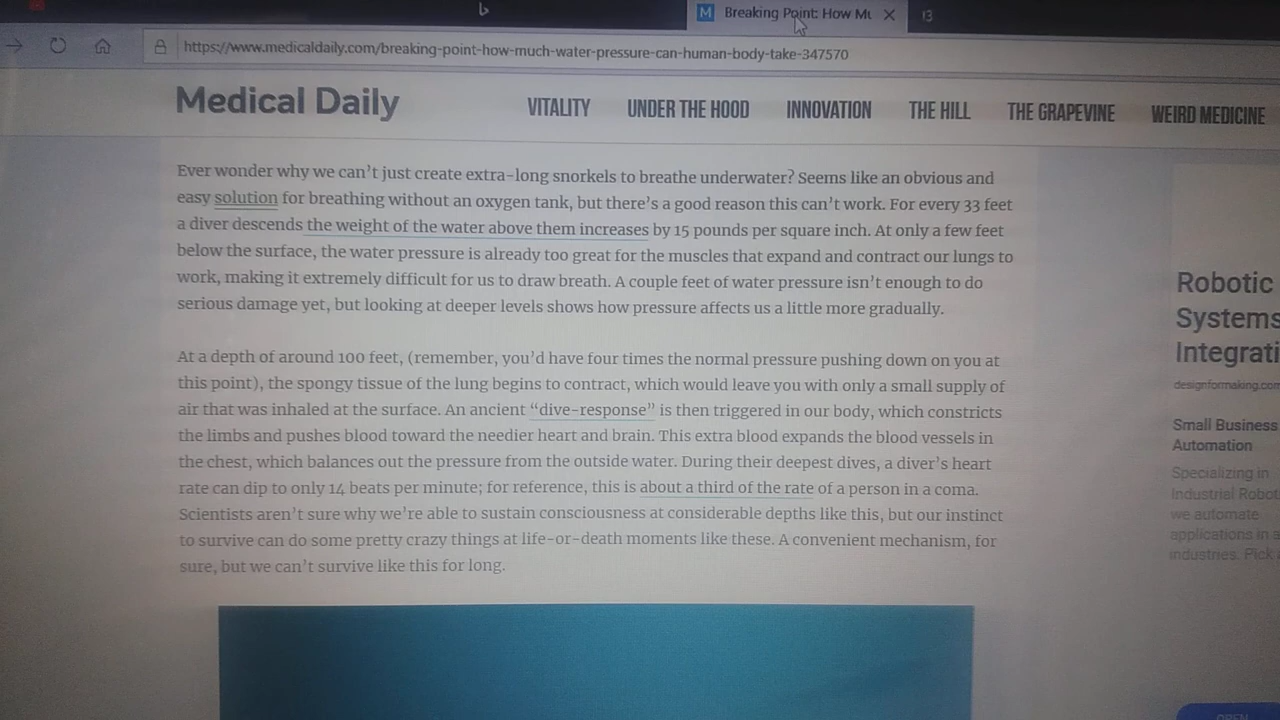 Breaking Point: How Mu
https://www.medicaldaily.com/breaking-point-how-much-water-pressure-can-human-body-take-347570
Medical Daily
VITALITY UNDER THE HOOD INNOVATION THE HILL THE GRAPEVINE WEIRD MEDICINE
Ever wonder why we can't just create extra-long snorkels to breathe underwater? Seems like an obvious and
easy solution for breathing without an oxygen tank, but there's a good reason this can't work. For every 33 feet
a diver descends the weight of the water above them increases by 15 pounds per square inch. At only a few feet
below the surface, the water pressure is already too great for the muscles that expand and contract our lungs to
work, making it extremely difficult for us to draw breath. A couple feet of water pressure isn't enough to do
serious damage yet, but looking at deeper levels shows how pressure affects us a little more gradually.
At a depth of around 100 feet, (remember, you'd have four times the normal pressure pushing down on you at
this point), the spongy tissue of the lung begins to contract, which would leave you with only a small supply of
air that was inhaled at the surface. An ancient "dive-response" is then triggered in our body, which constricts
the limbs and pushes blood toward the needier heart and brain. This extra blood expands the blood vessels in
the chest, which balances out the pressure from the outside water. During their deepest dives, a diver's heart
rate can dip to only 14 beats per minute; for reference, this is about a third of the rate of a person in a coma.
Scientists aren't sure why we're able to sustain consciousness at considerable depths like this, but our instinct
to survive can do some pretty crazy things at life-or-death moments like these. A convenient mechanism, for
sure, but we can't survive like this for long.
Robotic
Systems
Integrati
designformaking.com
Small Business
Automation
Specializing in
Industrial Robot
we automate
applications in a
industries. Pick